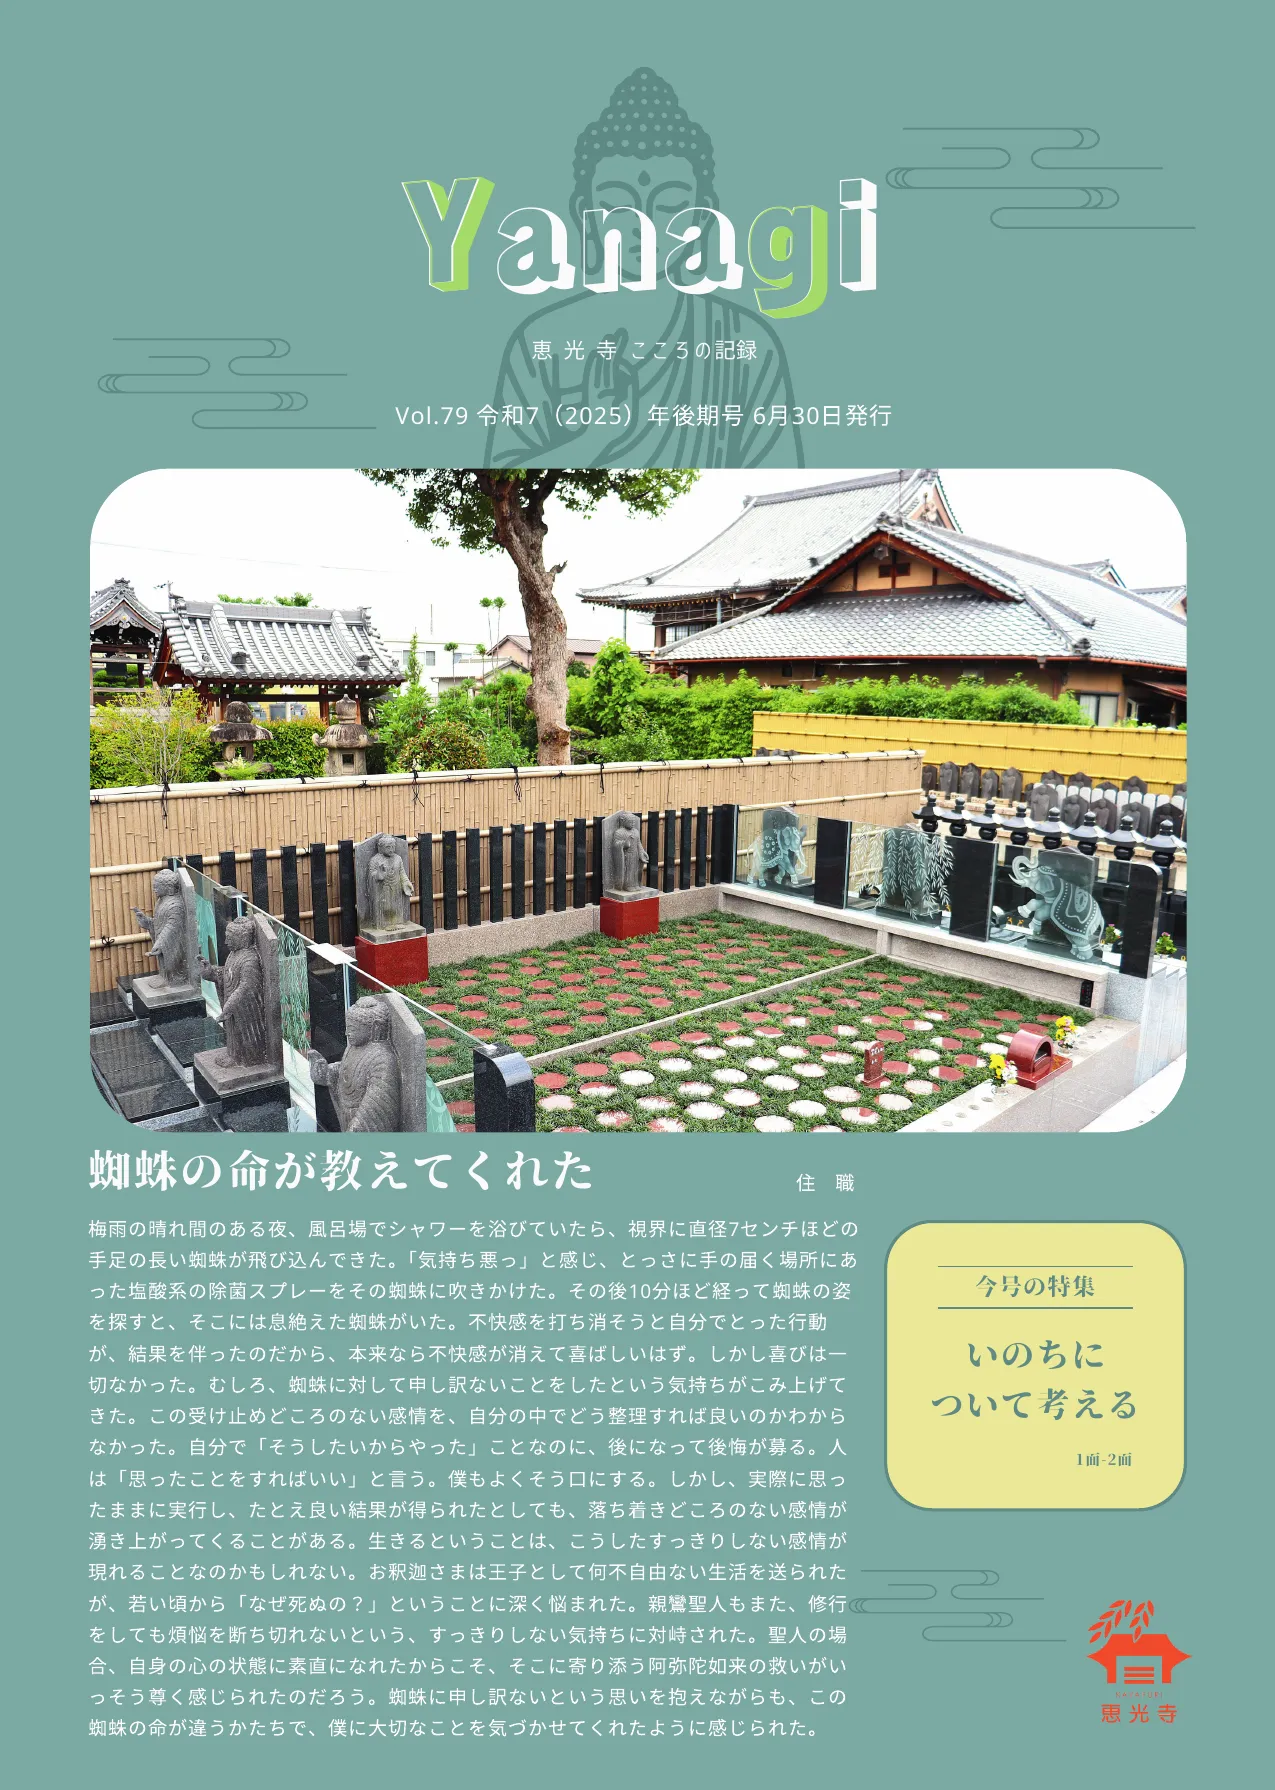 Yanagi
恵光寺 こころの記録
Vol.79 令和7（2025）年後期号 6月30日発行
蜘蛛の命が教えてくれた
住 職
梅雨の晴れ間のある夜、風呂場でシャワーを浴びていたら、視界に直径7センチほどの
手足の長い蜘蛛が飛び込んできた。「気持ち悪っ」と感じ、とっさに手の届く場所にあ
った塩酸系の除菌スプレーをその蜘蛛に吹きかけた。その後10分ほど経って蜘蛛の姿
を探すと、そこには息絶えた蜘蛛がいた。不快感を打ち消そうと自分でとった行動
が、結果を伴ったのだから、本来なら不快感が消えて喜ばしいはず。しかし喜びは一
切なかった。むしろ、蜘蛛に対して申し訳ないことをしたという気持ちがこみ上げて
きた。この受け止めどころのない感情を、自分の中でどう整理すれば良いのかわから
なかった。自分で「そうしたいからやった」ことなのに、後になって後悔が募る。人
は「思ったことをすればいい」と言う。僕もよくそう口にする。しかし、実際に思っ
たままに実行し、たとえ良い結果が得られたとしても、落ち着きどころのない感情が
湧き上がってくることがある。生きるということは、こうしたすっきりしない感情が
現れることなのかもしれない。お釈迦さまは王子として何不自由ない生活を送られた
が、若い頃から「なぜ死ぬの？」ということに深く悩まれた。親鸞聖人もまた、修行
をしても煩悩を断ち切れないという、すっきりしない気持ちに対峙された。聖人の場
合、自身の心の状態に素直になれたからこそ、そこに寄り添う阿弥陀如来の救いがい
っそう尊く感じられたのだろう。蜘蛛に申し訳ないという思いを抱えながらも、この
蜘蛛の命が違うかたちで、僕に大切なことを気づかせてくれたように感じられた。
今号の特集
いのちに
ついて考える
1面-2面
恵光寺